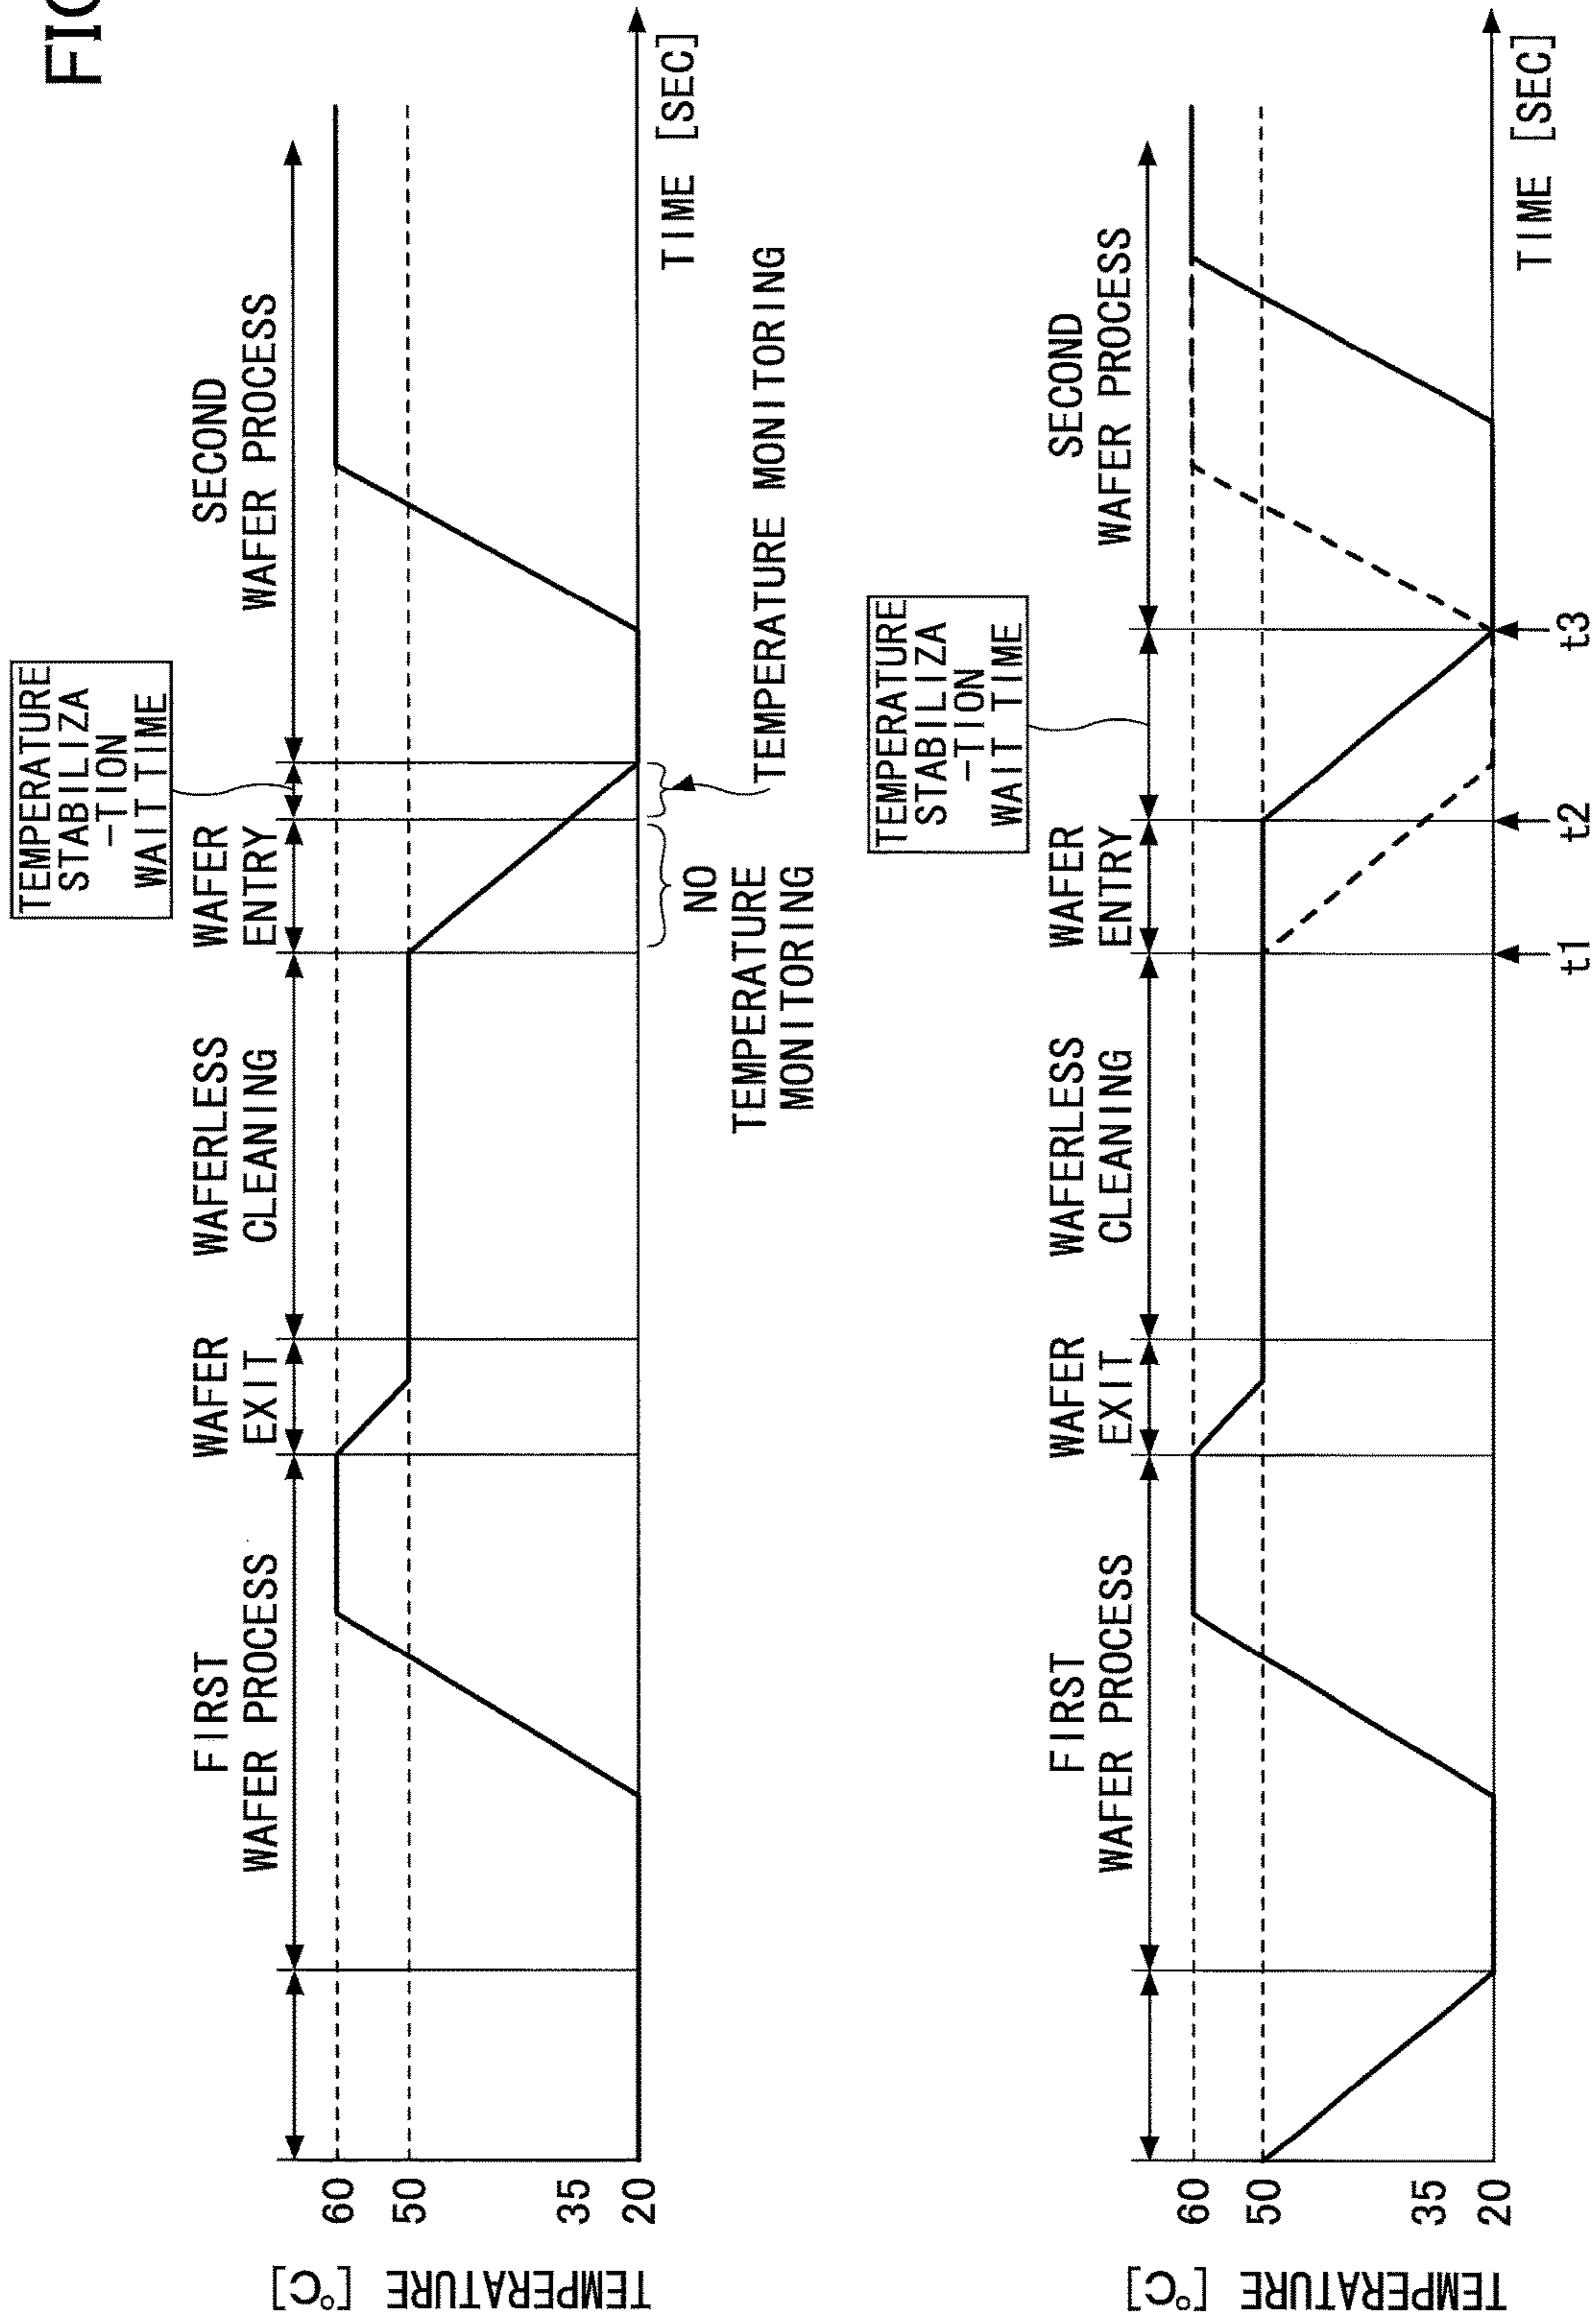 FIG
TEMPERATURE
STABILIZA
-TION
WAIT TIME
FIRST
WAFER PROCESS
WAFER
EXIT
WAFERLESS
CLEANING
WAFER
ENTRY
SECOND
WAFER PROCESS
TEMPERATURE
[°C]
60
50
35
20
TIME [SEC]
NO
TEMPERATURE
MONITORING
TEMPERATURE MONITORING
TEMPERATURE
STABILIZA
-TION
WAIT TIME
FIRST
WAFER PROCESS
WAFER
EXIT
WAFERLESS
CLEANING
WAFER
ENTRY
SECOND
WAFER PROCESS
TEMPERATURE
[°C]
60
50
35
20
TIME [SEC]
t1
t2
t3